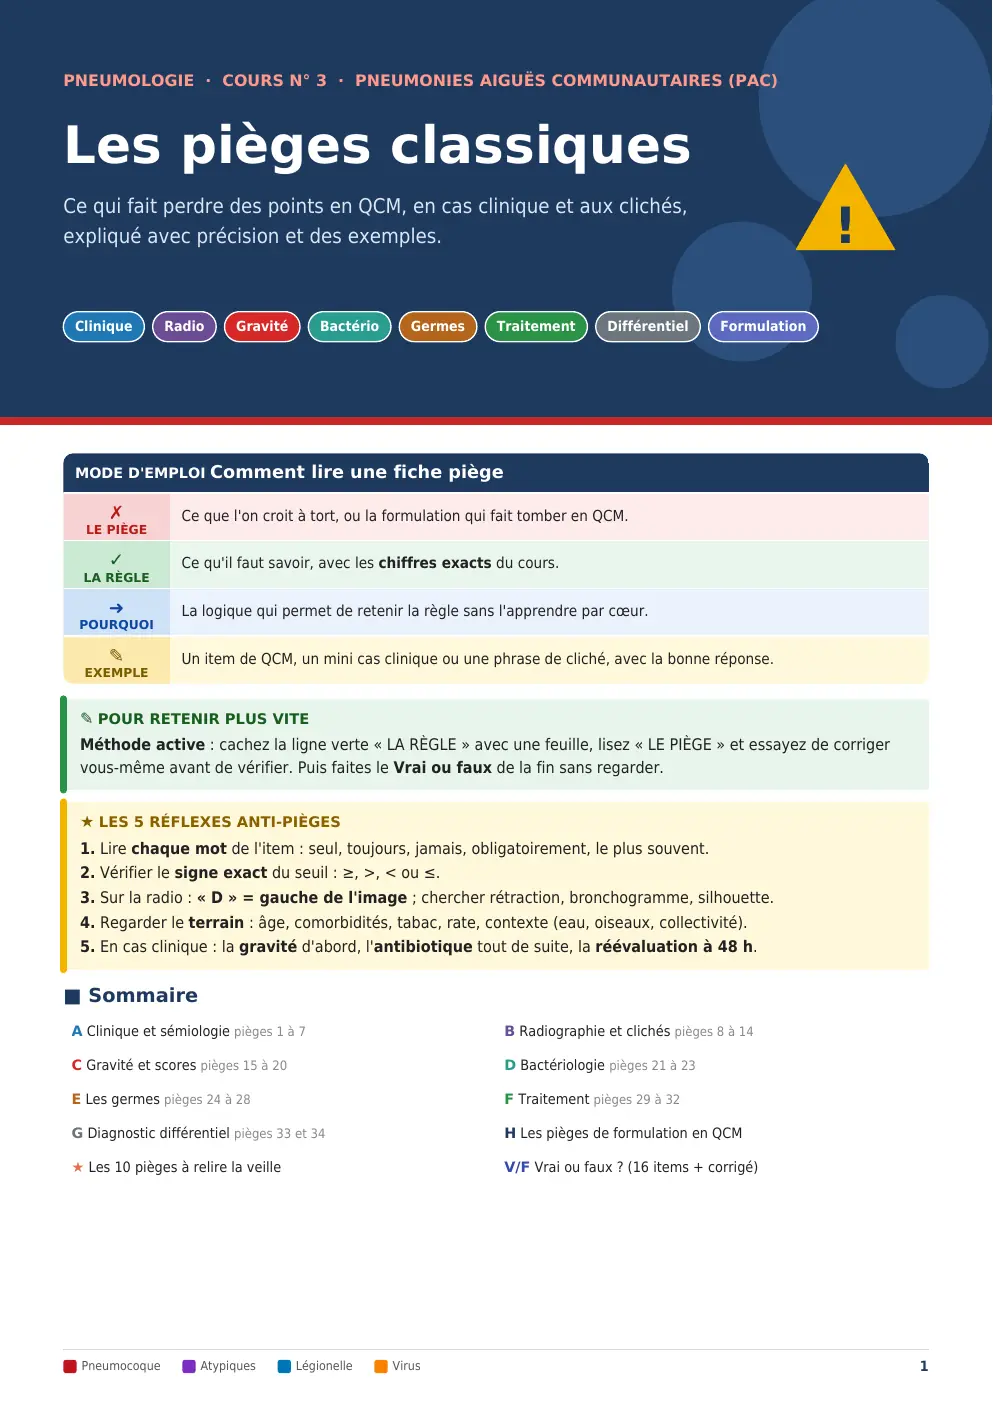 PNEUMOLOGIE · COURS N° 3 · PNEUMONIES AIGUËS COMMUNAUTAIRES (PAC)
Les pièges classiques
Ce qui fait perdre des points en QCM, en cas clinique et aux clichés,
expliqué avec précision et des exemples.
!
Clinique Radio Gravité Bactério Germes Traitement Différentiel Formulation
MODE D'EMPLOI Comment lire une fiche piège
✗
LE PIÈGE
Ce que l'on croit à tort, ou la formulation qui fait tomber en QCM.
✓
LA RÈGLE
Ce qu'il faut savoir, avec les chiffres exacts du cours.
➜
POURQUOI
La logique qui permet de retenir la règle sans l'apprendre par cœur.
✎
EXEMPLE
Un item de QCM, un mini cas clinique ou une phrase de cliché, avec la bonne réponse.
✎ POUR RETENIR PLUS VITE
Méthode active : cachez la ligne verte « LA RÈGLE » avec une feuille, lisez « LE PIÈGE » et essayez de corriger
vous-même avant de vérifier. Puis faites le Vrai ou faux de la fin sans regarder.
★ LES 5 RÉFLEXES ANTI-PIÈGES
1. Lire chaque mot de l'item : seul, toujours, jamais, obligatoirement, le plus souvent.
2. Vérifier le signe exact du seuil : ≥, >, < ou ≤.
3. Sur la radio : « D » = gauche de l'image ; chercher rétraction, bronchogramme, silhouette.
4. Regarder le terrain : âge, comorbidités, tabac, rate, contexte (eau, oiseaux, collectivité).
5. En cas clinique : la gravité d'abord, l'antibiotique tout de suite, la réévaluation à 48 h.
■ Sommaire
A Clinique et sémiologie pièges 1 à 7
B Radiographie et clichés pièges 8 à 14
C Gravité et scores pièges 15 à 20
D Bactériologie pièges 21 à 23
E Les germes pièges 24 à 28
F Traitement pièges 29 à 32
G Diagnostic différentiel pièges 33 et 34
H Les pièges de formulation en QCM
★ Les 10 pièges à relire la veille
V/F Vrai ou faux ? (16 items + corrigé)
Pneumocoque Atypiques Légionelle Virus
1